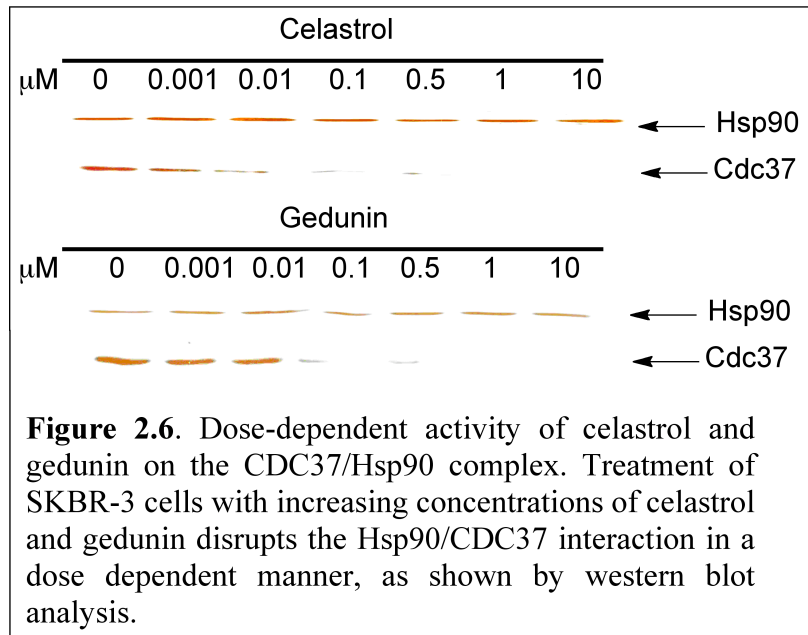 Celastrol
μM 0 0.001 0.01 0.1 0.5 1 10
Hsp90
Cdc37
Gedunin
μM 0 0.001 0.01 0.1 0.5 1 10
Hsp90
Cdc37
Figure 2.6. Dose-dependent activity of celastrol and
gedunin on the CDC37/Hsp90 complex. Treatment of
SKBR-3 cells with increasing concentrations of celastrol
and gedunin disrupts the Hsp90/CDC37 interaction in a
dose dependent manner, as shown by western blot
analysis.